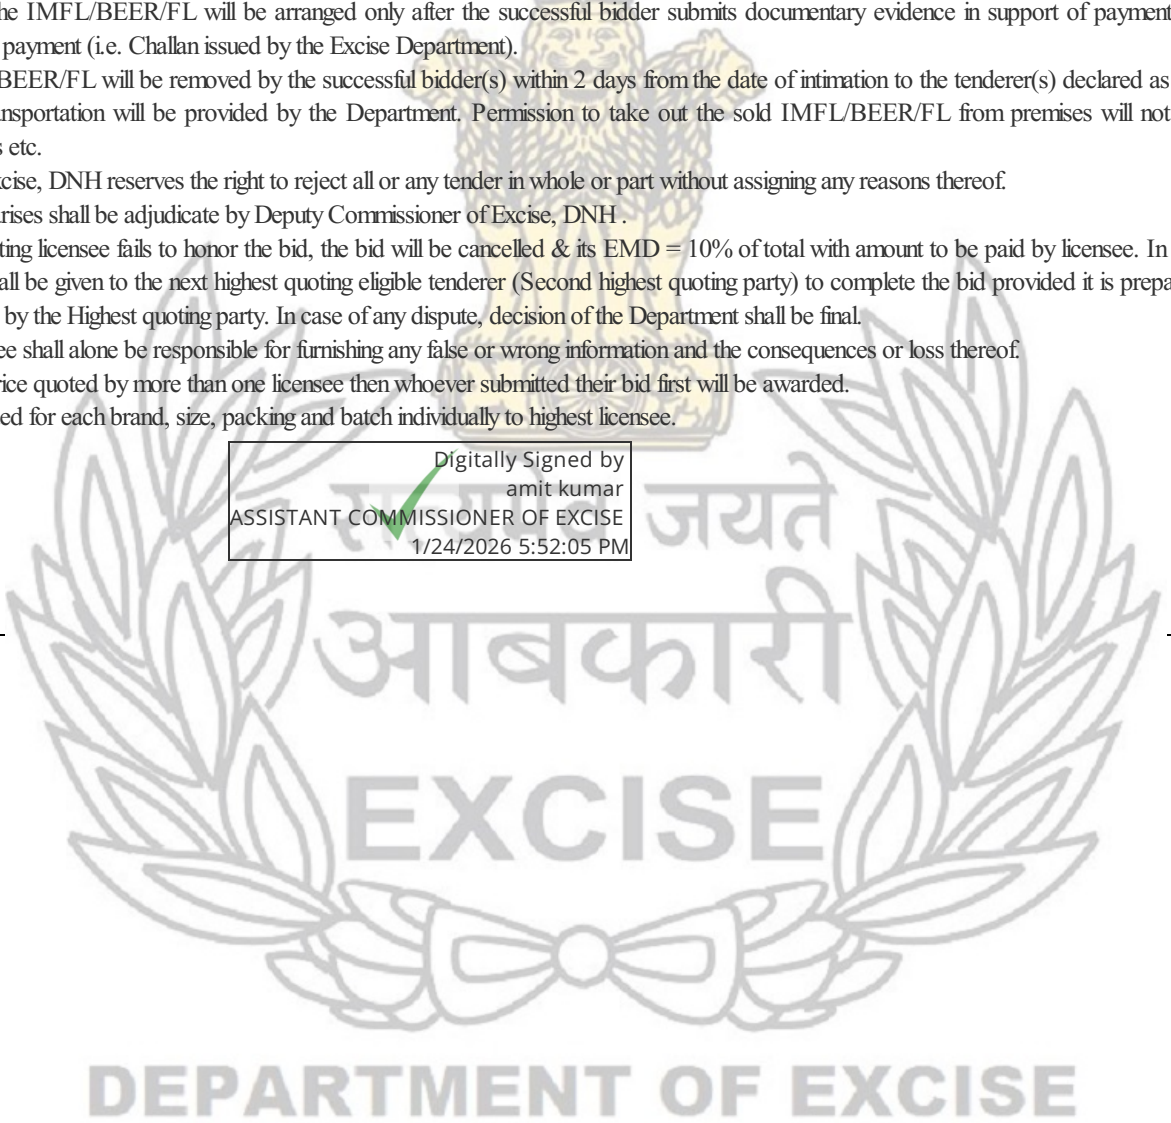 he IMFL/BEER/FL will be arranged only after the successful bidder submits documentary evidence in support of payment
payment (i.e. Challan issued by the Excise Department).
BEER/FL will be removed by the successful bidder(s) within 2 days from the date of intimation to the tenderer(s) declared as
nsportation will be provided by the Department. Permission to take out the sold IMFL/BEER/FL from premises will not
s etc.
xcise, DNH reserves the right to reject all or any tender in whole or part without assigning any reasons thereof.
rises shall be adjudicate by Deputy Commissioner of Excise, DNH .
ting licensee fails to honor the bid, the bid will be cancelled & its EMD = 10% of total with amount to be paid by licensee. In
all be given to the next highest quoting eligible tenderer (Second highest quoting party) to complete the bid provided it is prepa
by the Highest quoting party. In case of any dispute, decision of the Department shall be final.
ee shall alone be responsible for furnishing any false or wrong information and the consequences or loss thereof.
rice quoted by more than one licensee then whoever submitted their bid first will be awarded.
ed for each brand, size, packing and batch individually to highest licensee.
Digitally Signed by
amit kumar
ASSISTANT COMMISSIONER OF EXCISE
1/24/2026 5:52:05 PM
सत्यमेव जयते
आबकारी
EXCISE
DEPARTMENT OF EXCISE